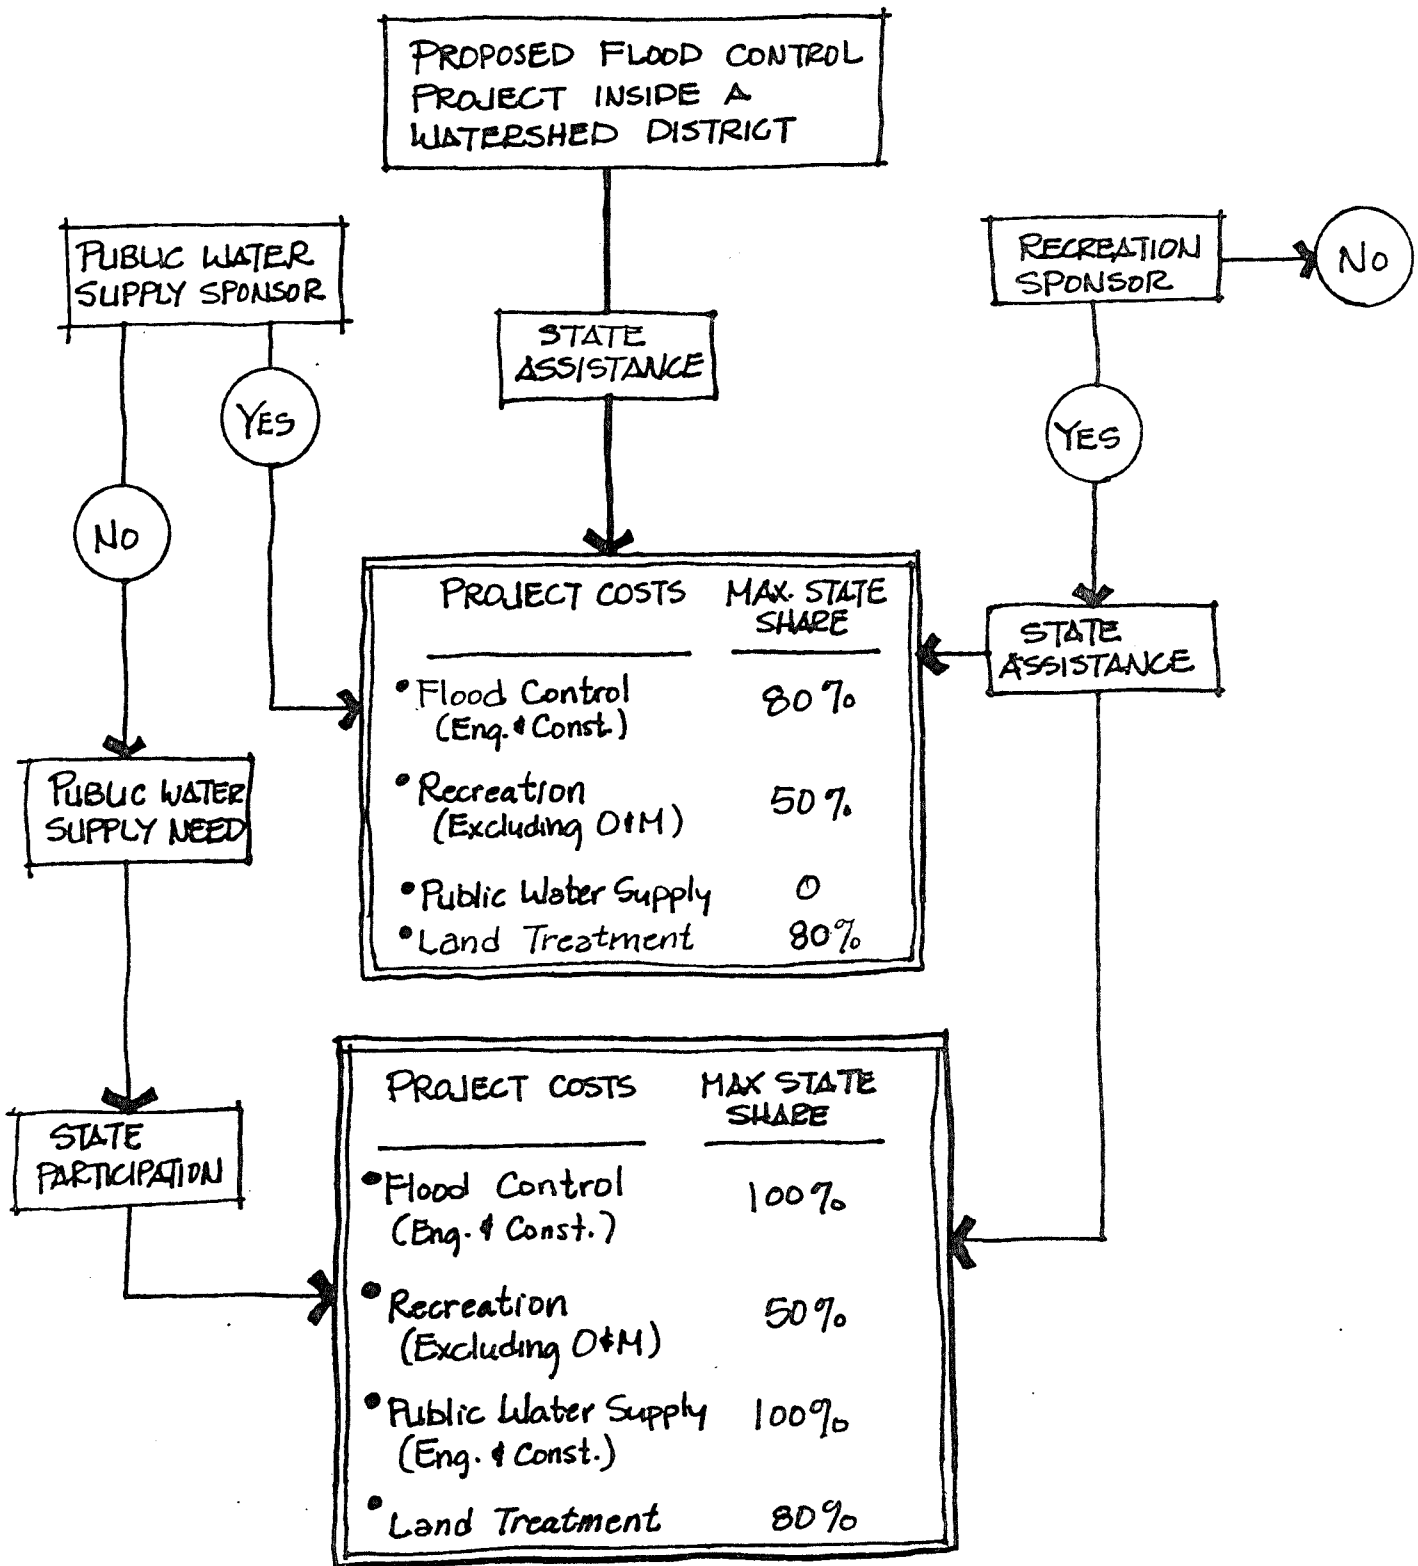 PROPOSED FLOOD CONTROL
PROJECT INSIDE A
WATERSHED DISTRICT
PUBLIC WATER
SUPPLY SPONSOR
RECREATION
SPONSOR
NO
STATE
ASSISTANCE
YES
YES
NO
PROJECT COSTS MAX. STATE
SHARE
• Flood Control 80%
(Eng. & Const.)
• Recreation 50%
(Excluding O&M)
• Public Water Supply 0
• Land Treatment 80%
STATE
ASSISTANCE
PUBLIC WATER
SUPPLY NEED
STATE
PARTICIPATION
PROJECT COSTS MAX STATE
SHARE
• Flood Control 100%
(Eng. & Const.)
• Recreation 50%
(Excluding O&M)
• Public Water Supply 100%
(Eng. & Const.)
• Land Treatment 80%